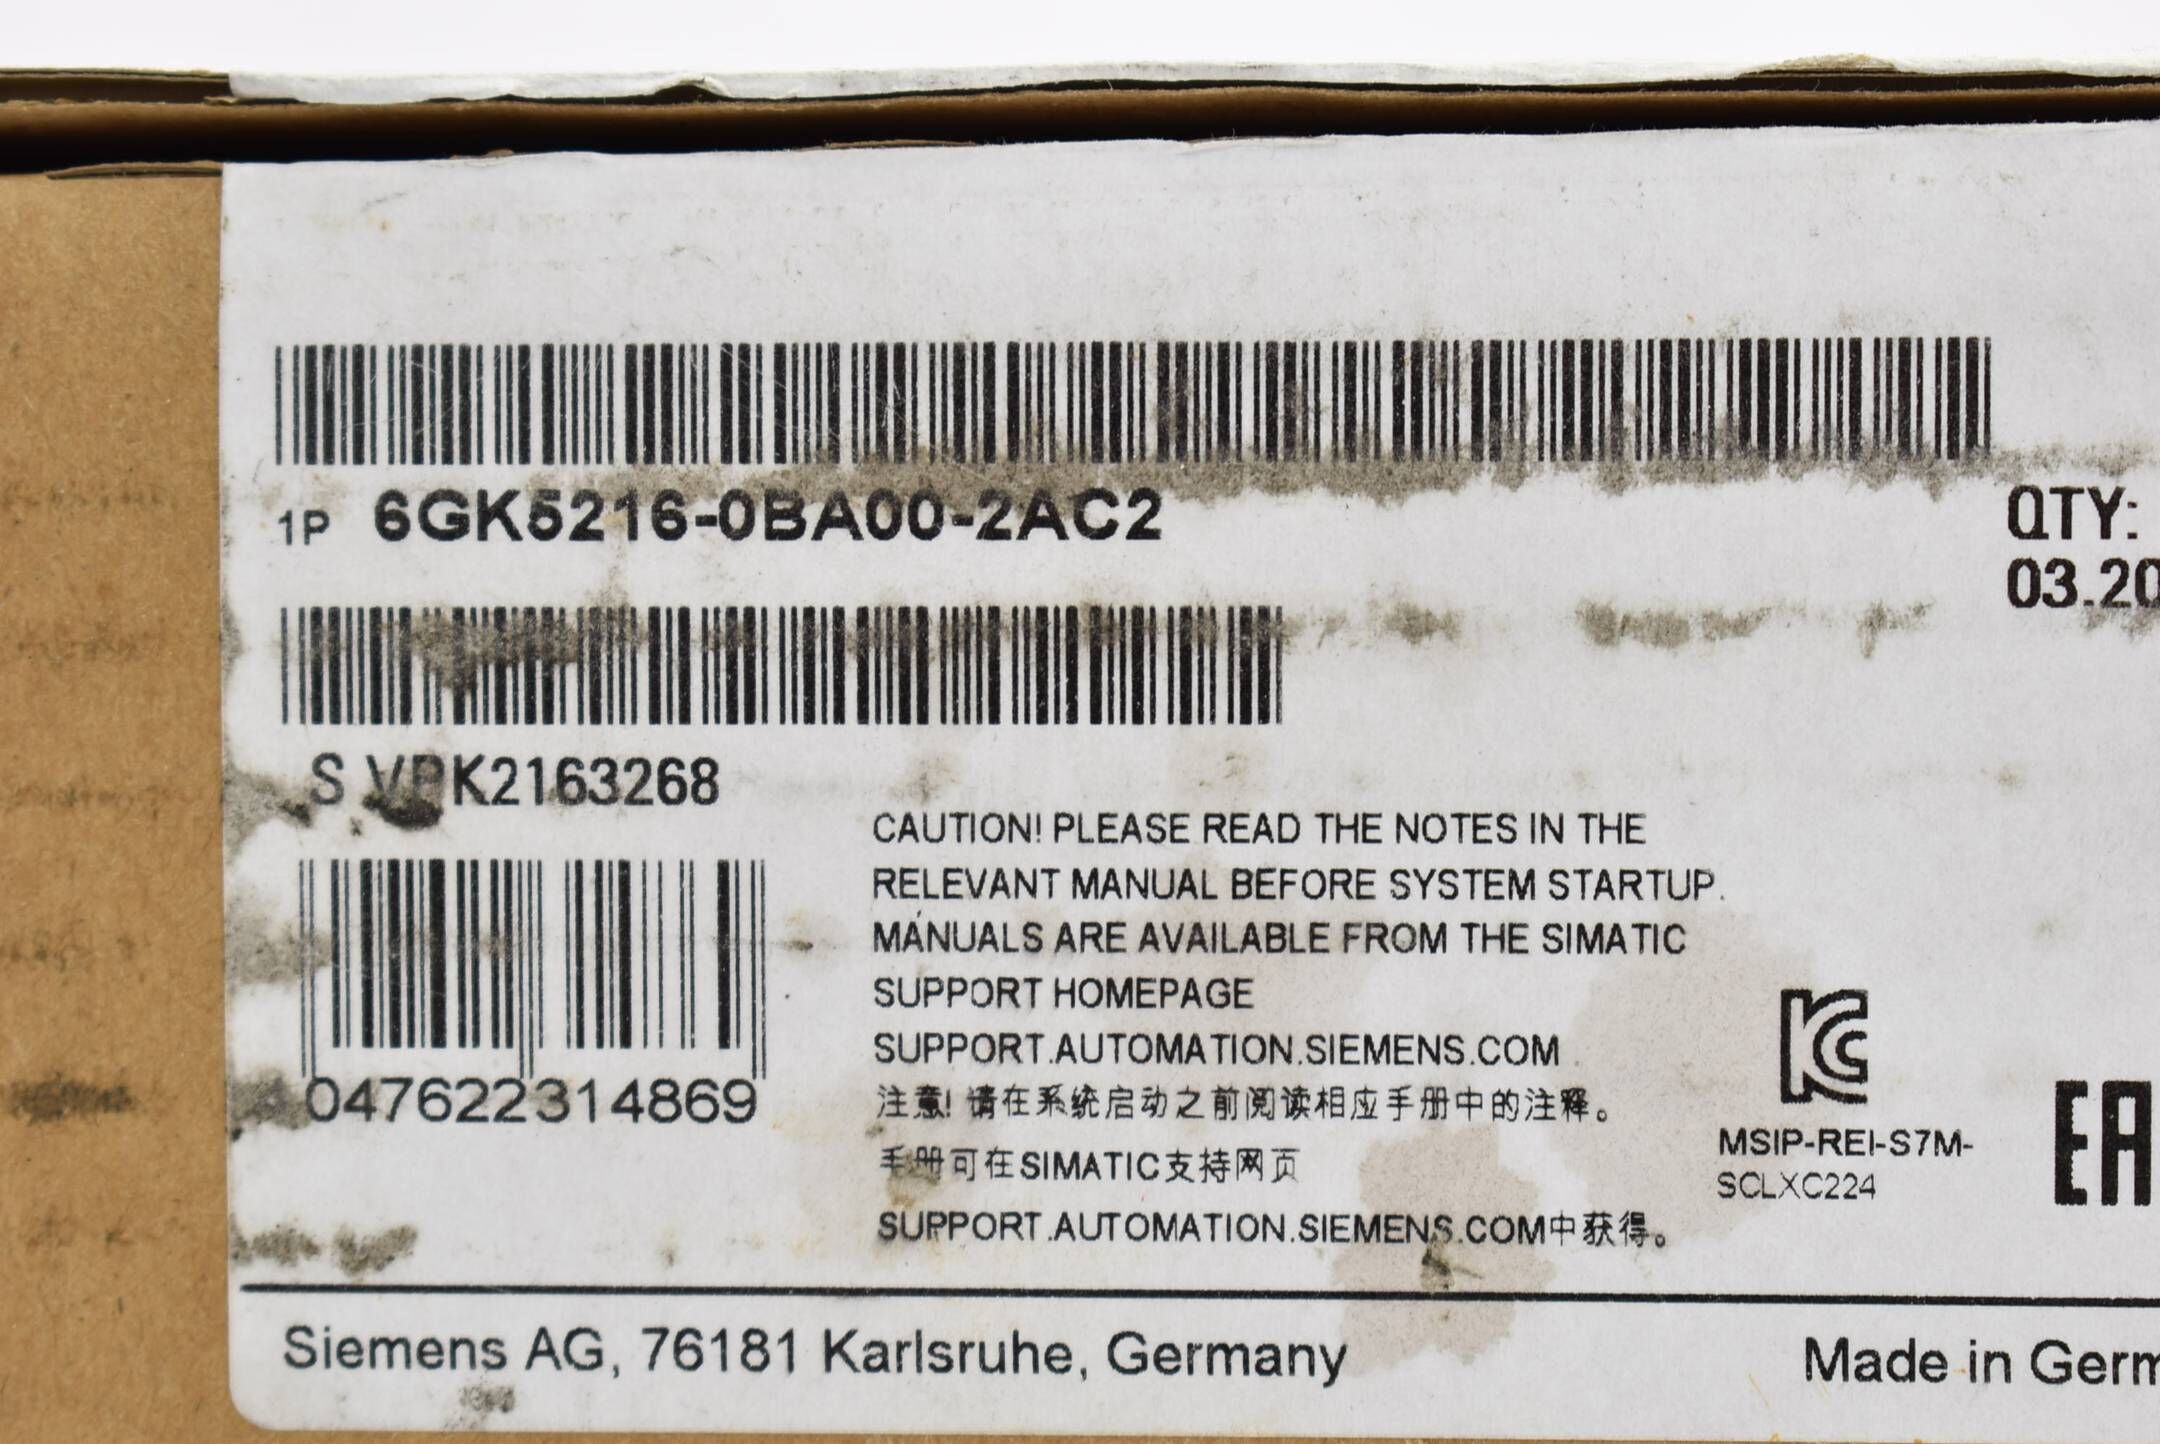 1P 6GK5216-0BA00-2AC2
QTY:
03.20
S VPK2163268
CAUTION! PLEASE READ THE NOTES IN THE
RELEVANT MANUAL BEFORE SYSTEM STARTUP.
MANUALS ARE AVAILABLE FROM THE SIMATIC
SUPPORT HOMEPAGE
SUPPORT.AUTOMATION.SIEMENS.COM
注意! 请在系统启动之前阅读相应手册中的注释。
手册可在SIMATIC支持网页
SUPPORT.AUTOMATION.SIEMENS.COM中获得。
4047622314869
KC
MSIP-REI-S7M-
SCLXC224
EA
Siemens AG, 76181 Karlsruhe, Germany
Made in Germ